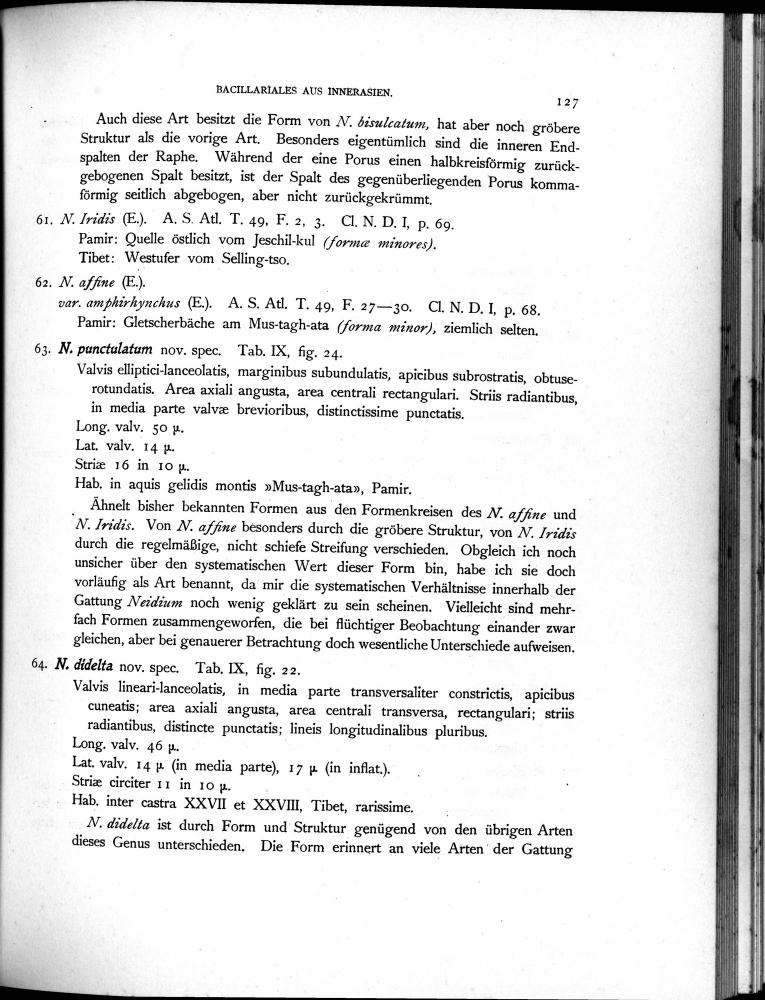 BACILLARIALES AUS INNERASIEN.
127
Auch diese Art besitzt die Form von N. bisulcatum, hat aber noch gröbere
Struktur als die vorige Art. Besonders eigentümlich sind die inneren End-
spalten der Raphe. Während der eine Porus einen halbkreisförmig zurück-
gebogenen Spalt besitzt, ist der Spalt des gegenüberliegenden Porus komma-
förmig seitlich abgebogen, aber nicht zurückgekrümmt.
61. N. Iridis (E.). A. S. Atl. T. 49, F. 2, 3. Cl. N. D. I, p. 69.
Pamir: Quelle östlich vom Jeschil-kul (formæ minores).
Tibet: Westufer vom Selling-tso.
62. N. affine (E.).
var. amphirhynchus (E.). A. S. Atl. T. 49, F. 27—30. Cl. N. D. I, p. 68.
Pamir: Gletscherbäche am Mus-tagh-ata (forma minor), ziemlich selten.
63. N. punctulatum nov. spec. Tab. IX, fig. 24.
Valvis elliptici-lanceolatis, marginibus subundulatis, apicibus subrostratis, obtuse-
rotundatis. Area axiali angusta, area centrali rectangulari. Striis radiantibus,
in media parte valvæ brevioribus, distinctissime punctatis.
Long. valv. 50 μ.
Lat. valv. 14 μ.
Striæ 16 in 10 μ.
Hab. in aquis gelidis montis »Mus-tagh-ata», Pamir.
Ähnelt bisher bekannten Formen aus den Formenkreisen des N. affine und
N. Iridis. Von N. affine besonders durch die gröbere Struktur, von N. Iridis
durch die regelmäßige, nicht schiefe Streifung verschieden. Obgleich ich noch
unsicher über den systematischen Wert dieser Form bin, habe ich sie doch
vorläufig als Art benannt, da mir die systematischen Verhältnisse innerhalb der
Gattung Neidium noch wenig geklärt zu sein scheinen. Vielleicht sind mehr-
fach Formen zusammengeworfen, die bei flüchtiger Beobachtung einander zwar
gleichen, aber bei genauerer Betrachtung doch wesentliche Unterschiede aufweisen.
64. N. didelta nov. spec. Tab. IX, fig. 22.
Valvis lineari-lanceolatis, in media parte transversaliter constrictis, apicibus
cuneatis; area axiali angusta, area centrali transversa, rectangulari; striis
radiantibus, distincte punctatis; lineis longitudinalibus pluribus.
Long. valv. 46 μ.
Lat. valv. 14 μ (in media parte), 17 μ (in inflat.).
Striæ circiter 11 in 10 μ.
Hab. inter castra XXVII et XXVIII, Tibet, rarissime.
N. didelta ist durch Form und Struktur genügend von den übrigen Arten
dieses Genus unterschieden. Die Form erinnert an viele Arten der Gattung